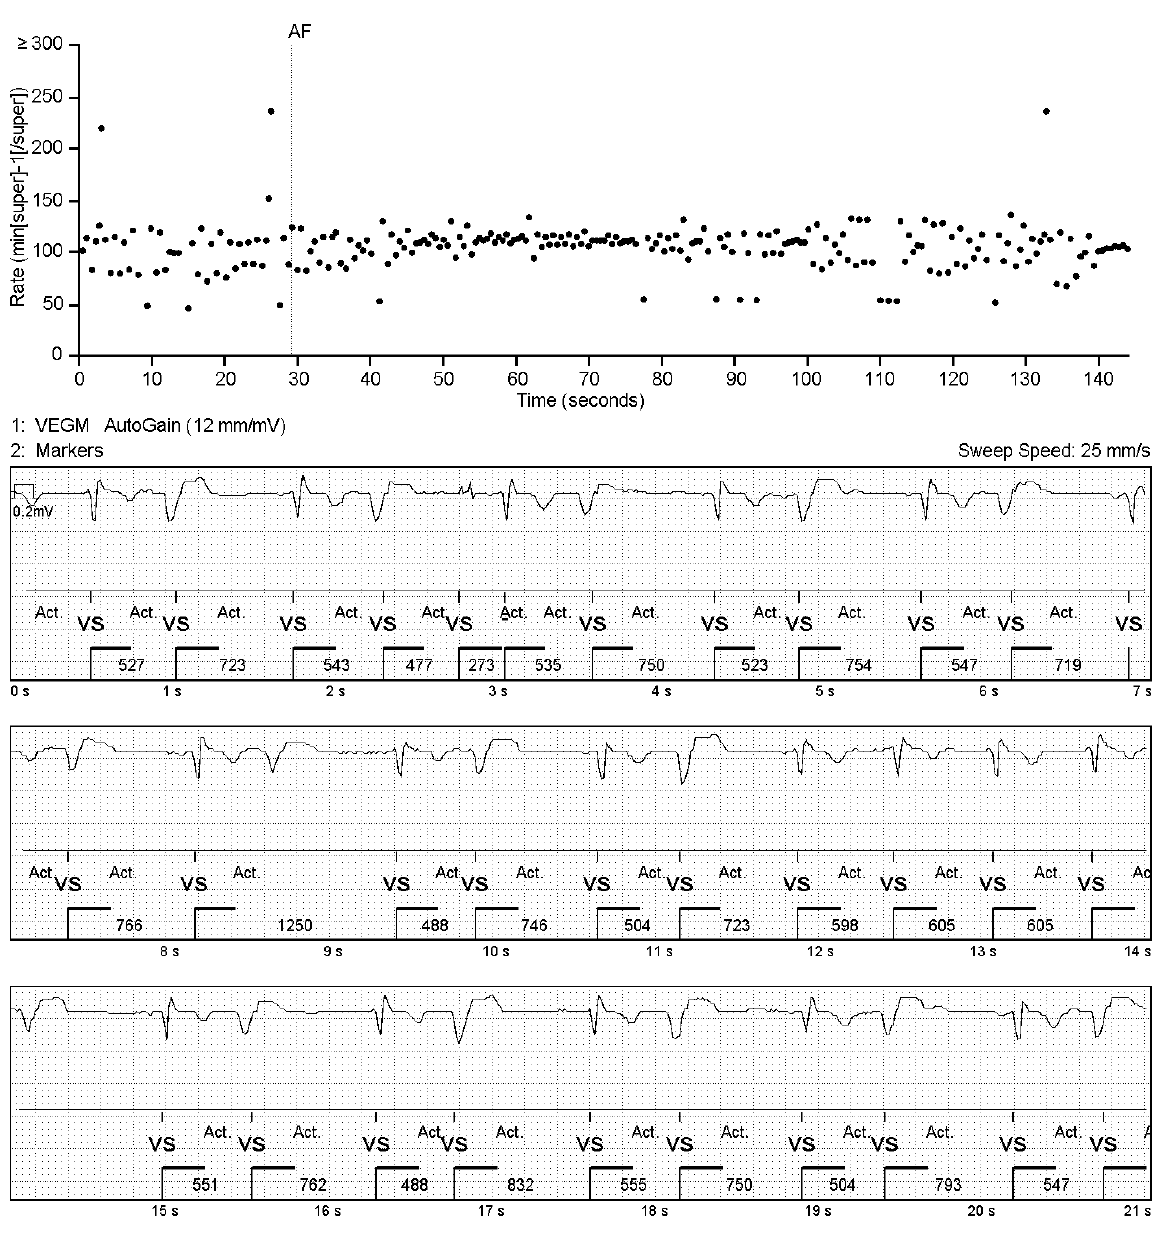 AF
≥ 300
250
200
150
100
50
0
Rate (min[super]-1[/super])
0 10 20 30 40 50 60 70 80 90 100 110 120 130 140
Time (seconds)
1: VEGM AutoGain (12 mm/mV)
2: Markers Sweep Speed: 25 mm/s
0.2mV
Act. Act. Act. Act. Act. Act. Act. Act. Act. Act. Act. Act.
VS VS VS VS VS VS VS VS VS VS VS
527 723 543 477 273 535 750 523 754 547 719
0 s 1 s 2 s 3 s 4 s 5 s 6 s 7 s
Act. Act. Act. Act. Act. Act. Act. Act. Act. Act. Ac
VS VS VS VS VS VS VS VS VS VS
766 1250 488 746 504 723 598 605 605
8 s 9 s 10 s 11 s 12 s 13 s 14 s
Act. Act. Act. Act. Act. Act. Act. Act. Act. A
VS VS VS VS VS VS VS VS VS VS
551 762 488 832 555 750 504 793 547
15 s 16 s 17 s 18 s 19 s 20 s 21 s